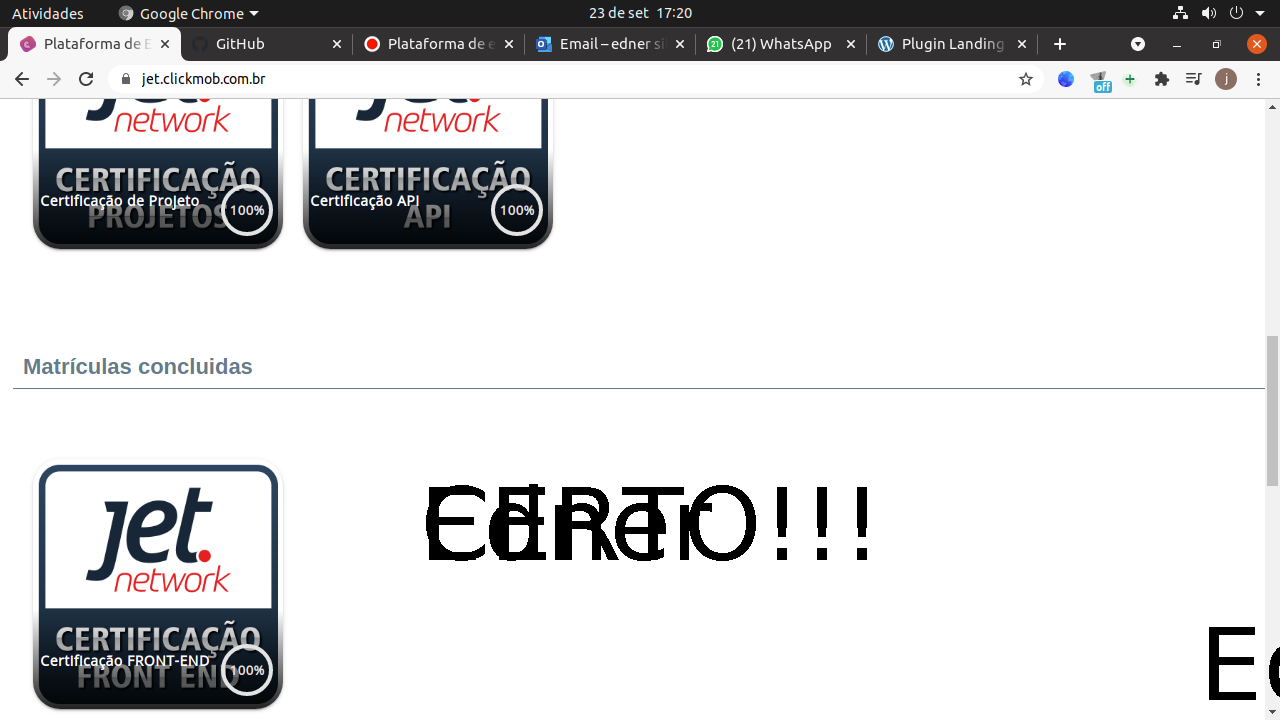 Atividades Google Chrome 23 de set 17:20
Plataforma de E GitHub Plataforma de e Email – edner si (21) WhatsApp Plugin Landing
jet.clickmob.com.br off j
jet. jet.
network network
CERTIFICAÇÃO CERTIFICAÇÃO
Certificação de Projeto 100% Certificação API 100%
PROJETOS API
Matrículas concluidas
jet.
network
CERTO!!!
Edner
CERTIFICAÇÃO
Certificação FRONT-END 100%
FRONT END